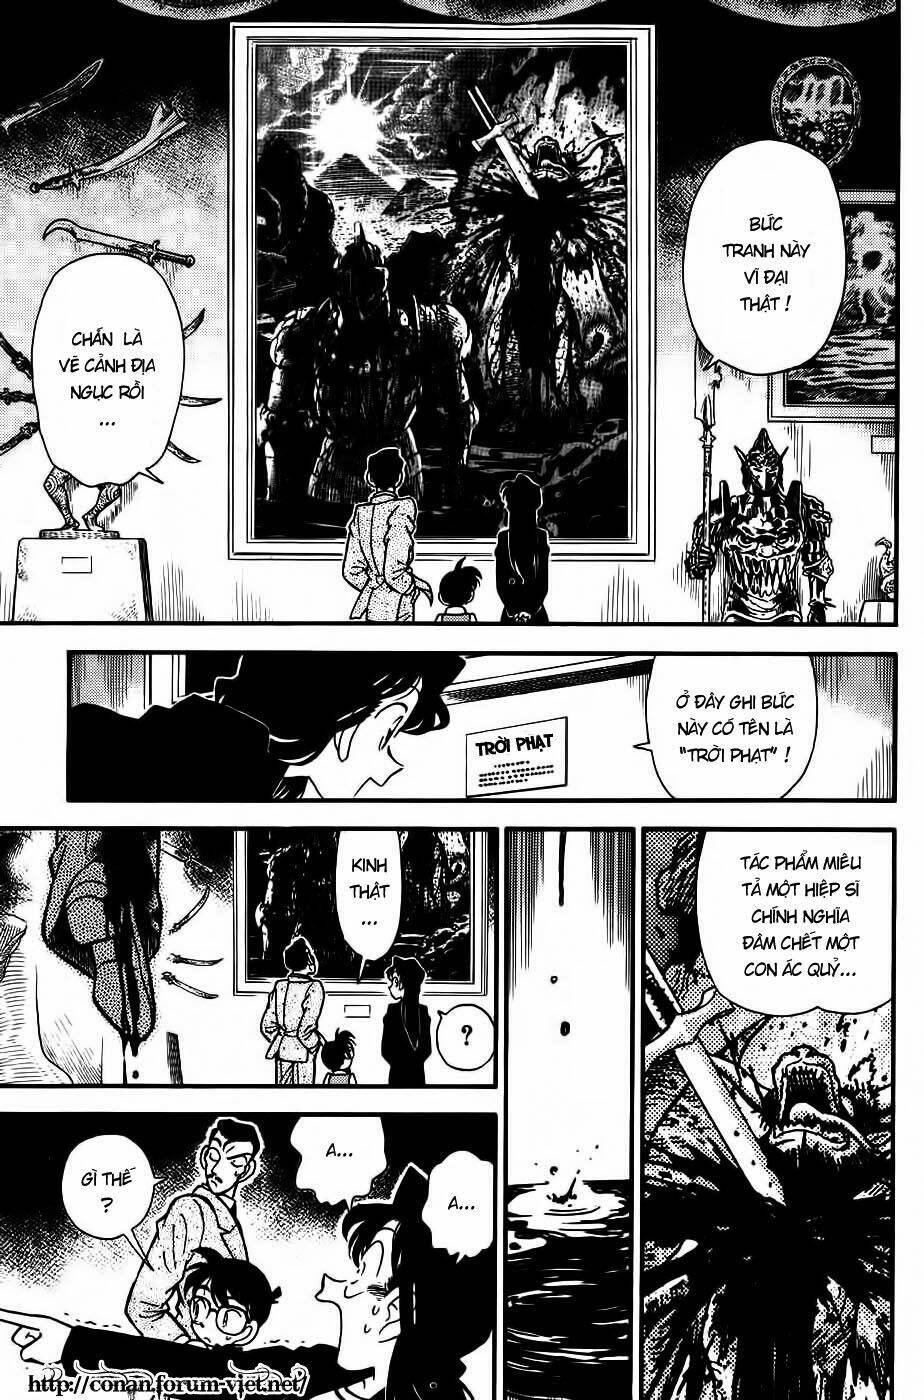 BỨC
TRANH NÀY
VĨ ĐẠI
THẬT !
CHẮN LÀ
VẼ CẢNH ĐỊA
NGỤC RỒI
...
Ở ĐÂY GHI BỨC
NÀY CÓ TÊN LÀ
"TRỜI PHẠT" !
TRỜI PHẠT
TÁC PHẨM MIÊU
TẢ MỘT HIỆP SĨ
CHÍNH NGHĨA
ĐÂM CHẾT MỘT
CON ÁC QUỶ...
KINH
THẬT
...
?
A...
A...
GÌ THẾ
?
http://conan.forum-viet.net/